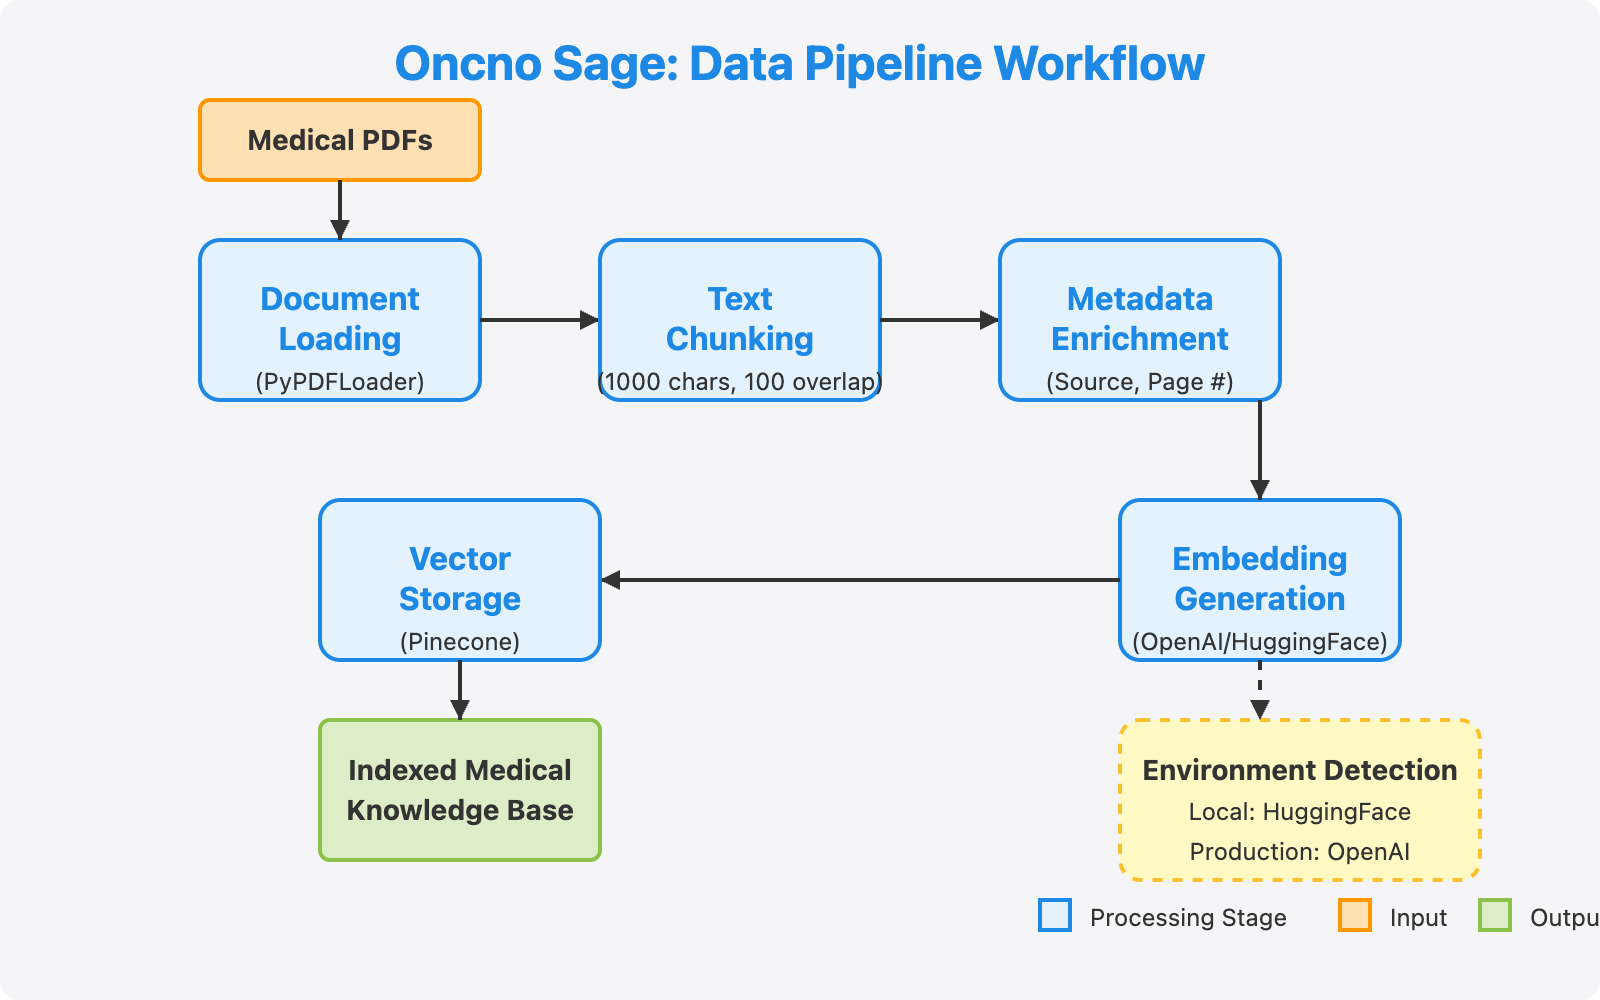 Oncno Sage: Data Pipeline Workflow
Medical PDFs
Document
Loading
(PyPDFLoader)
Text
Chunking
(1000 chars, 100 overlap)
Metadata
Enrichment
(Source, Page #)
Vector
Storage
(Pinecone)
Embedding
Generation
(OpenAI/HuggingFace)
Indexed Medical
Knowledge Base
Environment Detection
Local: HuggingFace
Production: OpenAI
Processing Stage
Input
Outpu